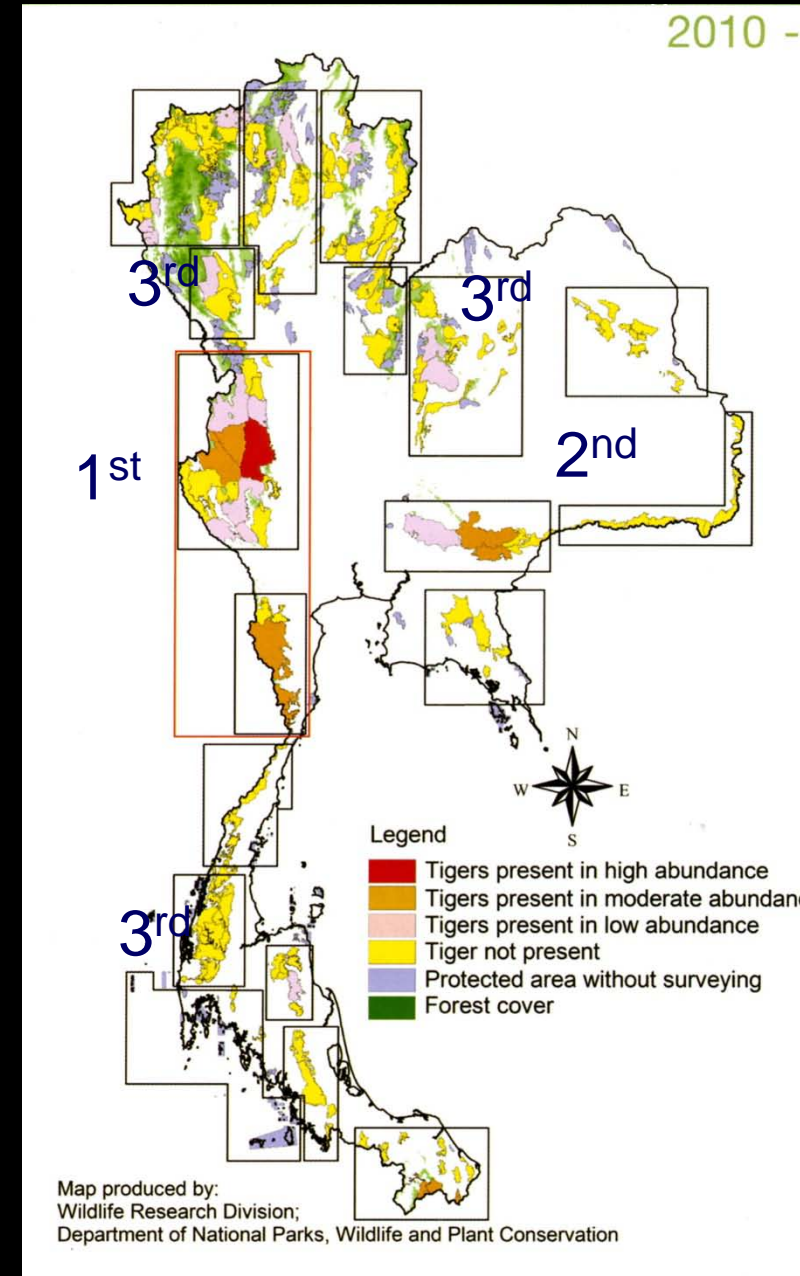 2010 -
3rd
3rd
1st
2nd
N
W
E
S
Legend
Tigers present in high abundance
Tigers present in moderate abundan
Tigers present in low abundance
Tiger not present
Protected area without surveying
Forest cover
3rd
Map produced by:
Wildlife Research Division;
Department of National Parks, Wildlife and Plant Conservation